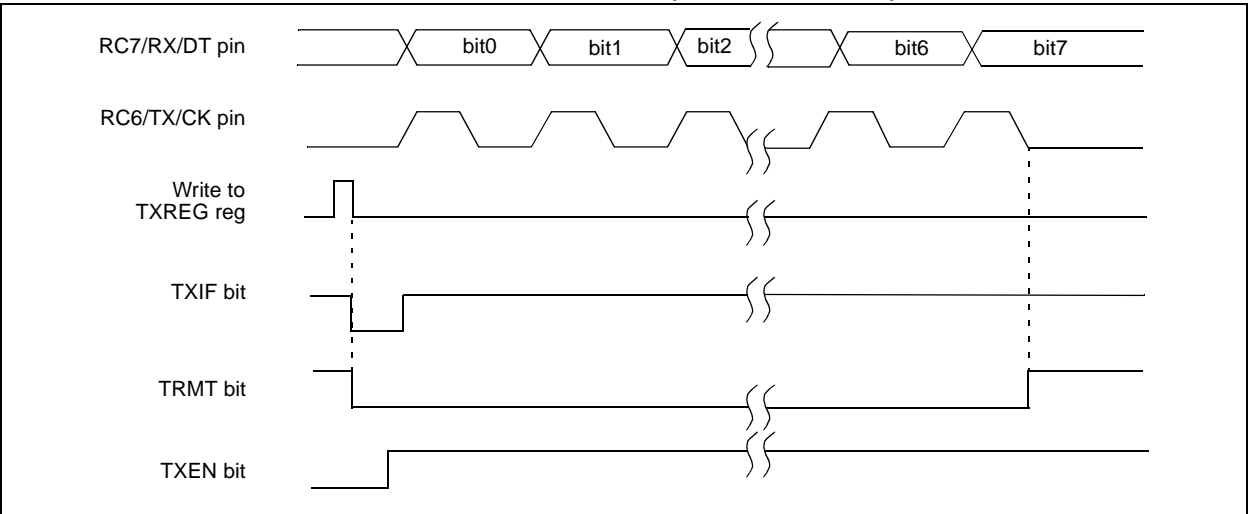 RC7/RX/DT pin
bit0 bit1 bit2 bit6 bit7
RC6/TX/CK pin
Write to
TXREG reg
TXIF bit
TRMT bit
TXEN bit